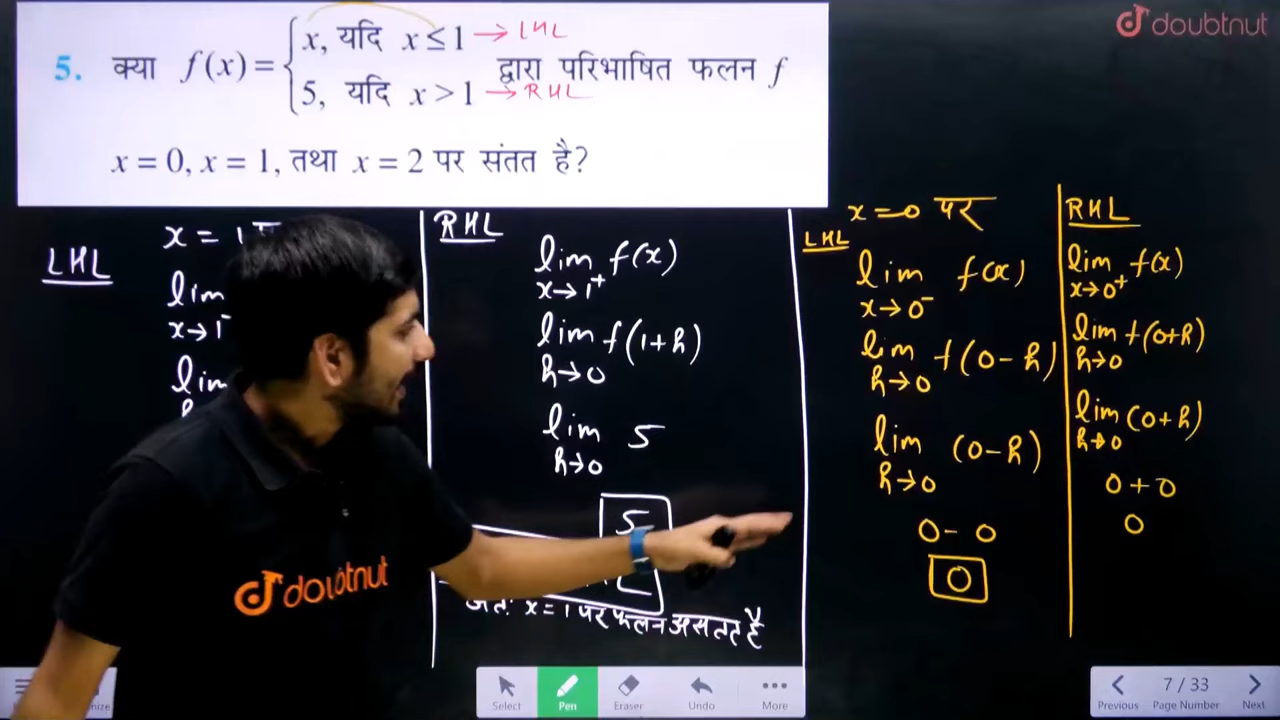 doubtnut
5. क्या f(x) = { x, यदि x ≤ 1 → LHL
5, यदि x > 1 → RHL
द्वारा परिभाषित फलन f
x = 0, x = 1, तथा x = 2 पर संतत है?
LHL
x = 1
lim
x→1⁻
lim
RHL
lim f(x)
x→1⁺
lim f(1+h)
h→0
lim 5
h→0
5
अतः x = 1 पर फलन असतत है
x = 0 पर
LHL
lim f(x)
x→0⁻
lim f(0-h)
h→0
lim (0-h)
h→0
0 - 0
0
RHL
lim f(x)
x→0⁺
lim f(0+h)
h→0
lim (0+h)
h→0
0 + 0
0
doubtnut
Select Pen Eraser Undo More
7 / 33
Previous Page Number Next